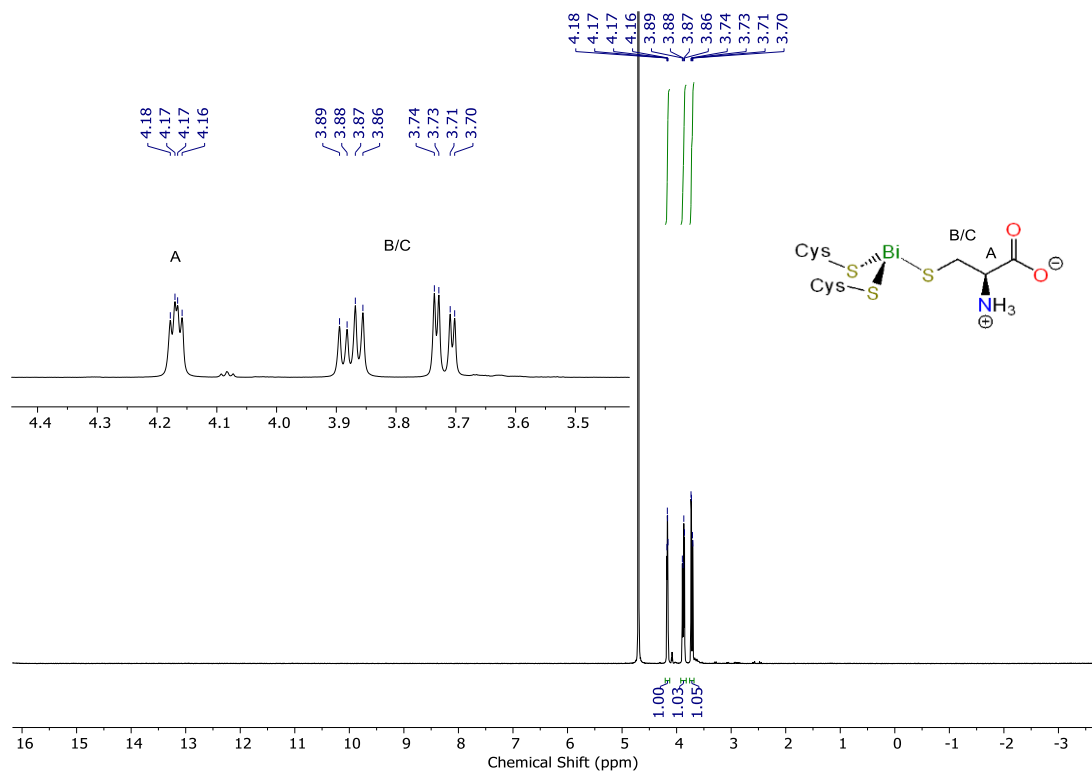 4.18
4.17
4.17
4.16
3.89
3.88
3.87
3.86
3.74
3.73
3.71
3.70
4.18
4.17
4.17
4.16
3.89
3.88
3.87
3.86
3.74
3.73
3.71
3.70
A
B/C
4.4 4.3 4.2 4.1 4.0 3.9 3.8 3.7 3.6 3.5
B/C
A
O
O
⊖
NH3
⊕
S
Bi
Cys
S
Cys
S
1.00
1.03
1.05
16 15 14 13 12 11 10 9 8 7 6 5 4 3 2 1 0 -1 -2 -3
Chemical Shift (ppm)